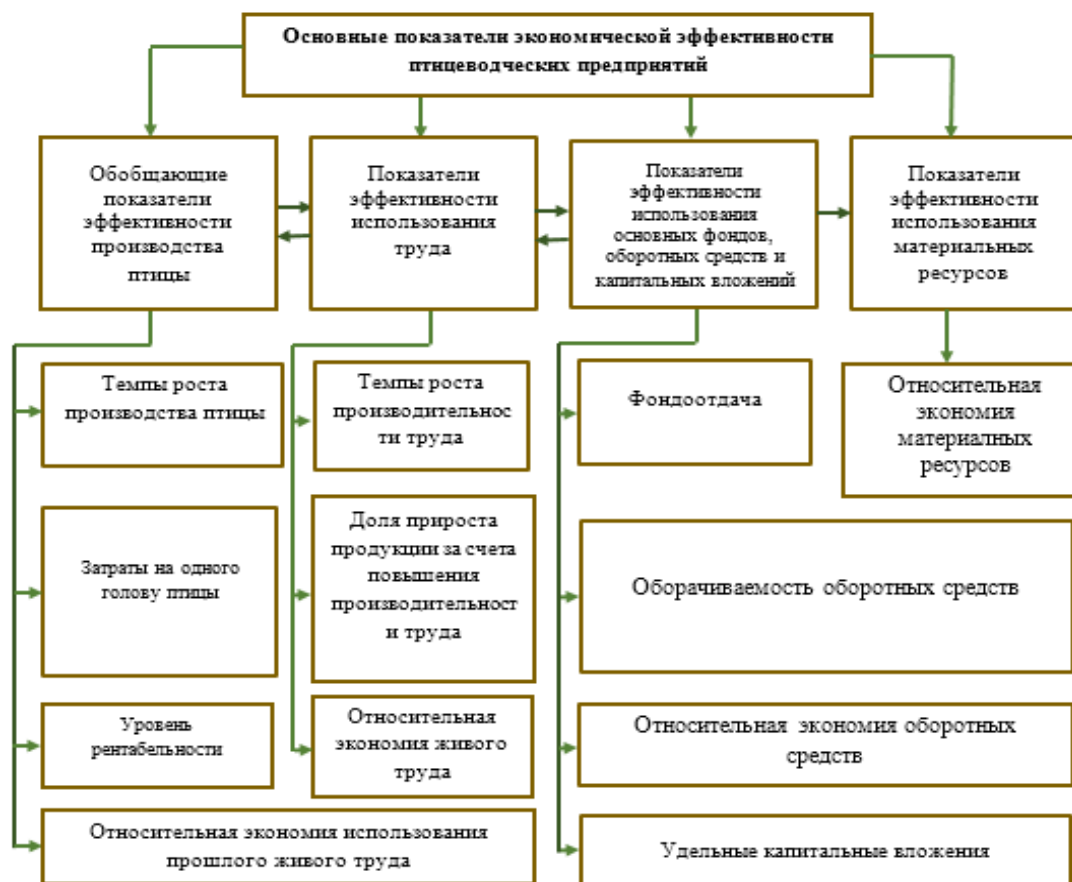 Основные показатели экономической эффективности
птицеводческих предприятий
Обобщающие
показатели
эффективности
производства
птицы
Показатели
эффективности
использования
труда
Показатели
эффективности
использования
основных фондов,
оборотных средств и
капитальных вложений
Показатели
эффективности
использования
материальных
ресурсов
Темпы роста
производства птицы
Темпы роста
производительнос
ти труда
Фондоотдача
Относительная
экономия
материалных
ресурсов
Затраты на одного
голову птицы
Доля прироста
продукции за счета
повышения
производительност
и труда
Оборачиваемость оборотных средств
Уровень
рентабельности
Относительная
экономия живого
труда
Относительная экономия оборотных
средств
Относительная экономия использования
прошлого живого труда
Удельные капитальные вложения